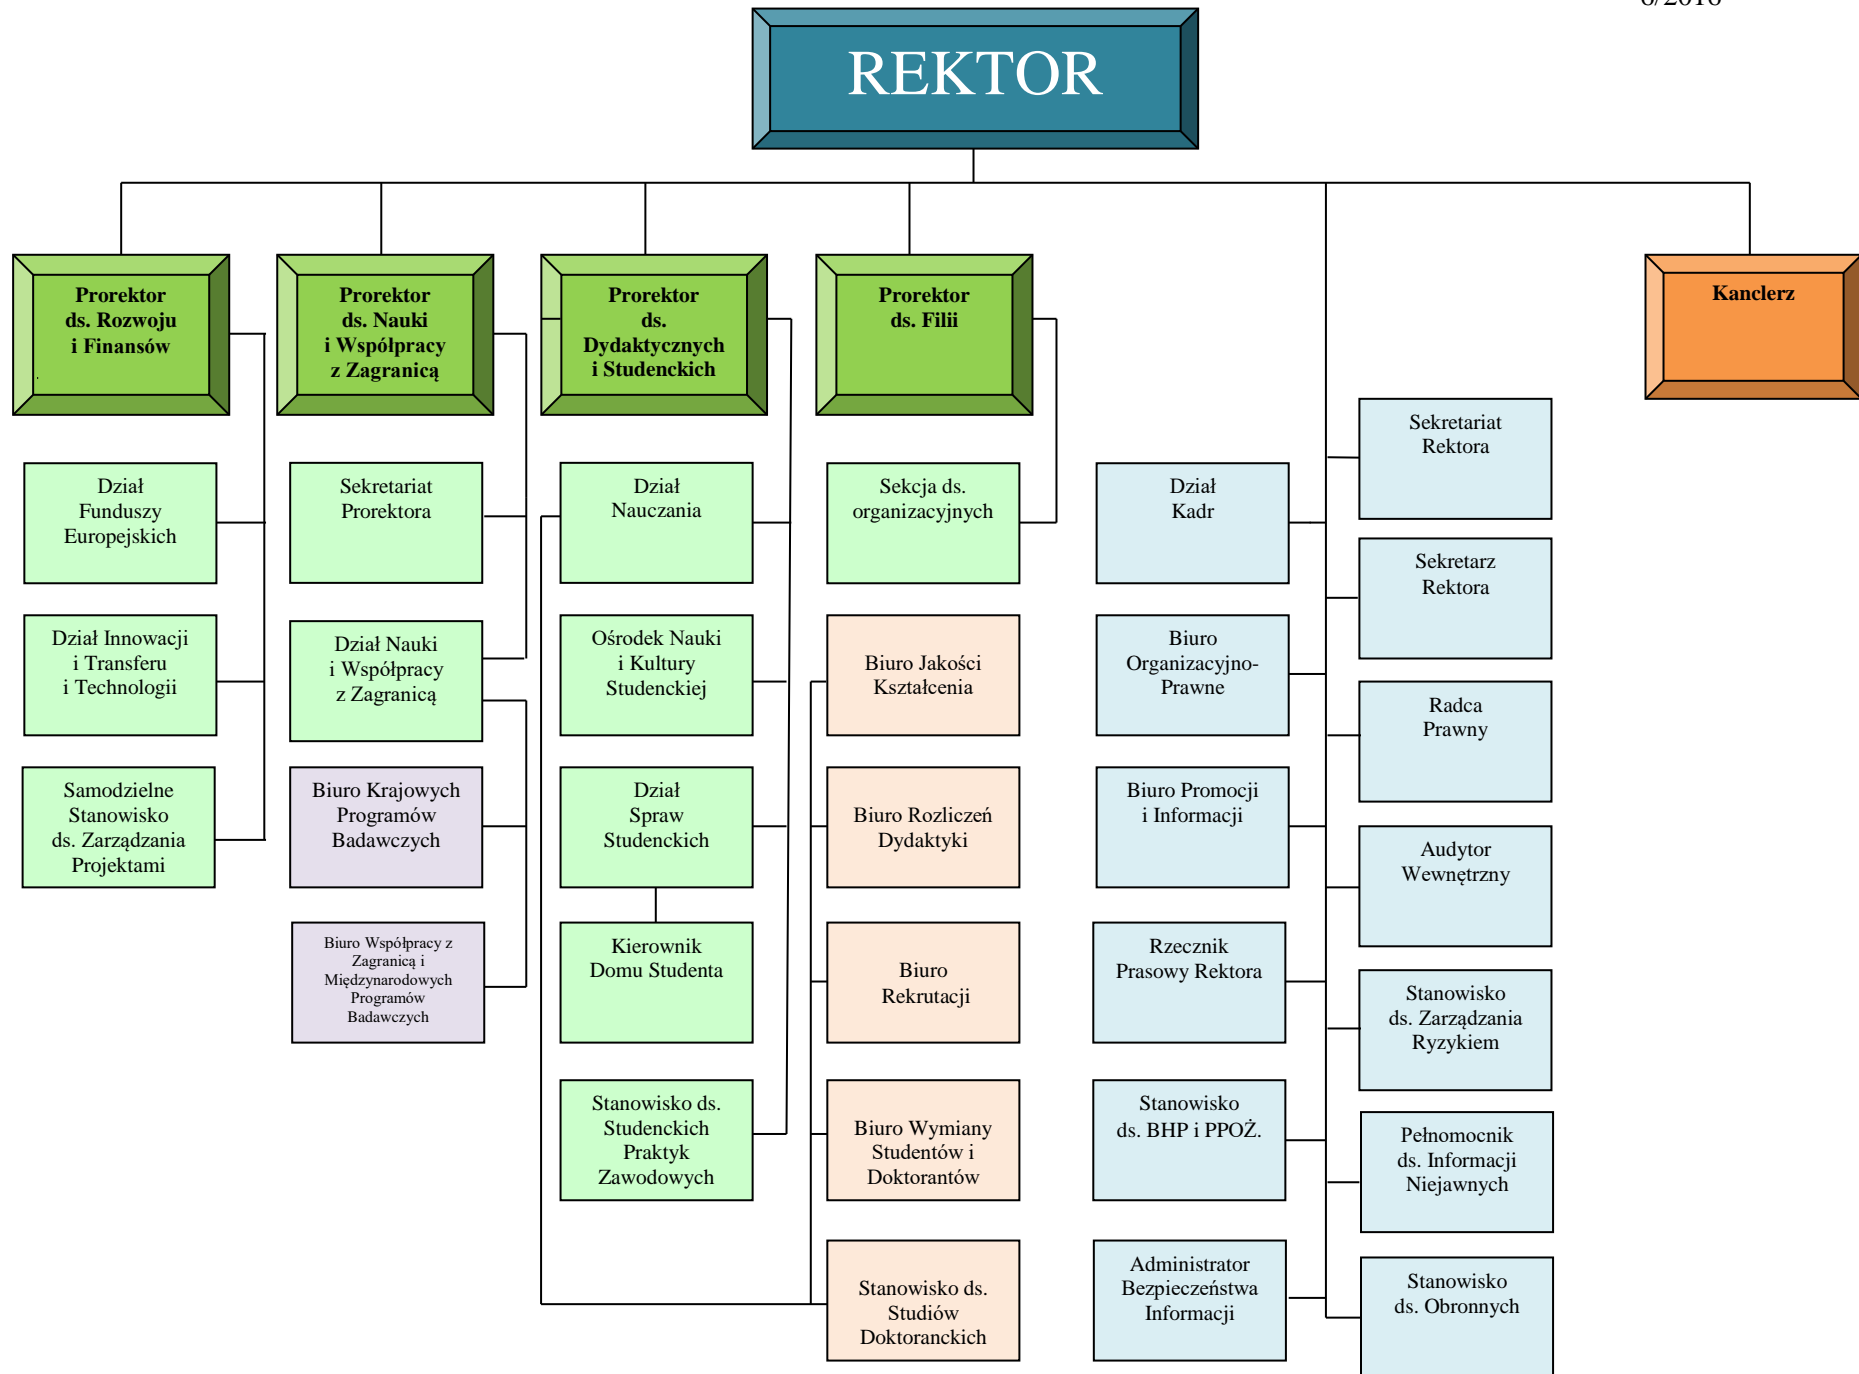 6/2016
REKTOR
Prorektor
ds. Rozwoju
i Finansów
.
Prorektor
ds. Nauki
i Współpracy
z Zagranicą
Prorektor
ds.
Dydaktycznych
i Studenckich
Prorektor
ds. Filii
Kanclerz
Dział
Funduszy
Europejskich
Dział Innowacji
i Transferu
i Technologii
Samodzielne
Stanowisko
ds. Zarządzania
Projektami
Sekretariat
Prorektora
Dział Nauki
i Współpracy
z Zagranicą
Biuro Krajowych
Programów
Badawczych
Biuro Współpracy z
Zagranicą i
Międzynarodowych
Programów
Badawczych
Dział
Nauczania
Ośrodek Nauki
i Kultury
Studenckiej
Dział
Spraw
Studenckich
Kierownik
Domu Studenta
Stanowisko ds.
Studenckich
Praktyk
Zawodowych
Sekcja ds.
organizacyjnych
Biuro Jakości
Kształcenia
Biuro Rozliczeń
Dydaktyki
Biuro
Rekrutacji
Biuro Wymiany
Studentów i
Doktorantów
Stanowisko ds.
Studiów
Doktoranckich
Dział
Kadr
Biuro
Organizacyjno-
Prawne
Biuro Promocji
i Informacji
Rzecznik
Prasowy Rektora
Stanowisko
ds. BHP i PPOŻ.
Administrator
Bezpieczeństwa
Informacji
Sekretariat
Rektora
Sekretarz
Rektora
Radca
Prawny
Audytor
Wewnętrzny
Stanowisko
ds. Zarządzania
Ryzykiem
Pełnomocnik
ds. Informacji
Niejawnych
Stanowisko
ds. Obronnych